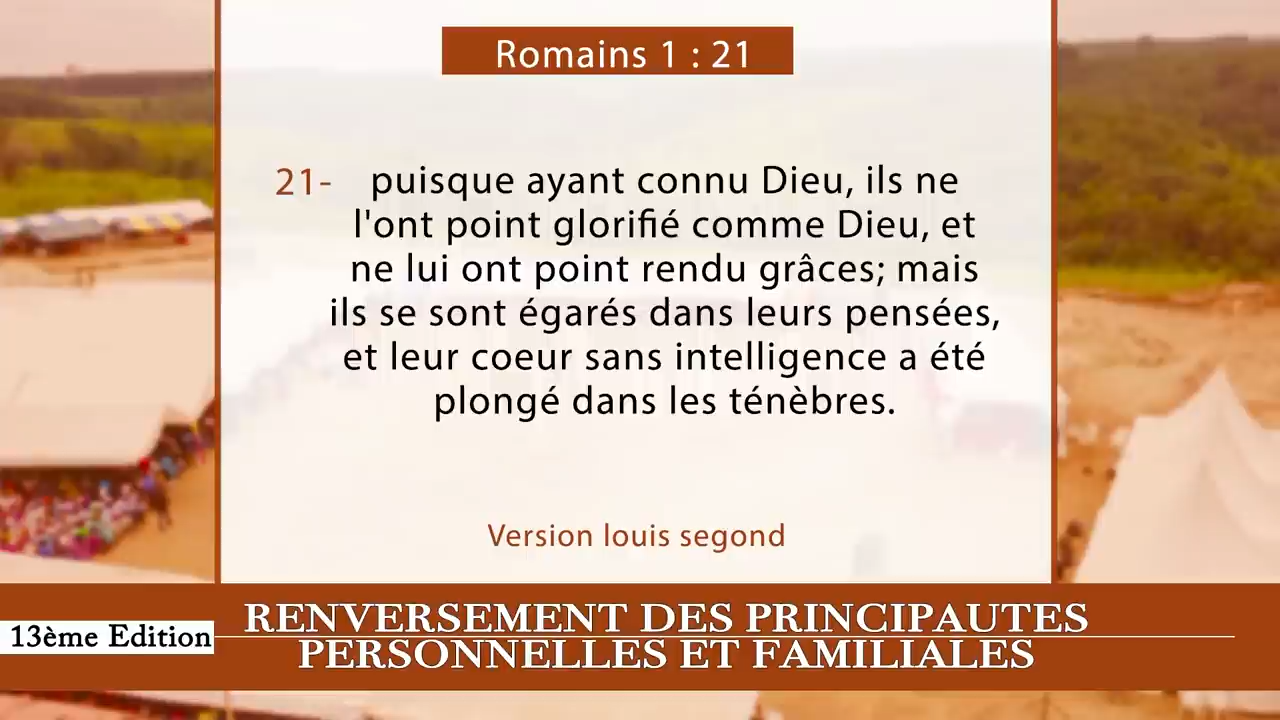 Romains 1 : 21
21- puisque ayant connu Dieu, ils ne
l'ont point glorifié comme Dieu, et
ne lui ont point rendu grâces; mais
ils se sont égarés dans leurs pensées,
et leur coeur sans intelligence a été
plongé dans les ténèbres.
Version louis segond
13ème Edition
RENVERSEMENT DES PRINCIPAUTES
PERSONNELLES ET FAMILIALES